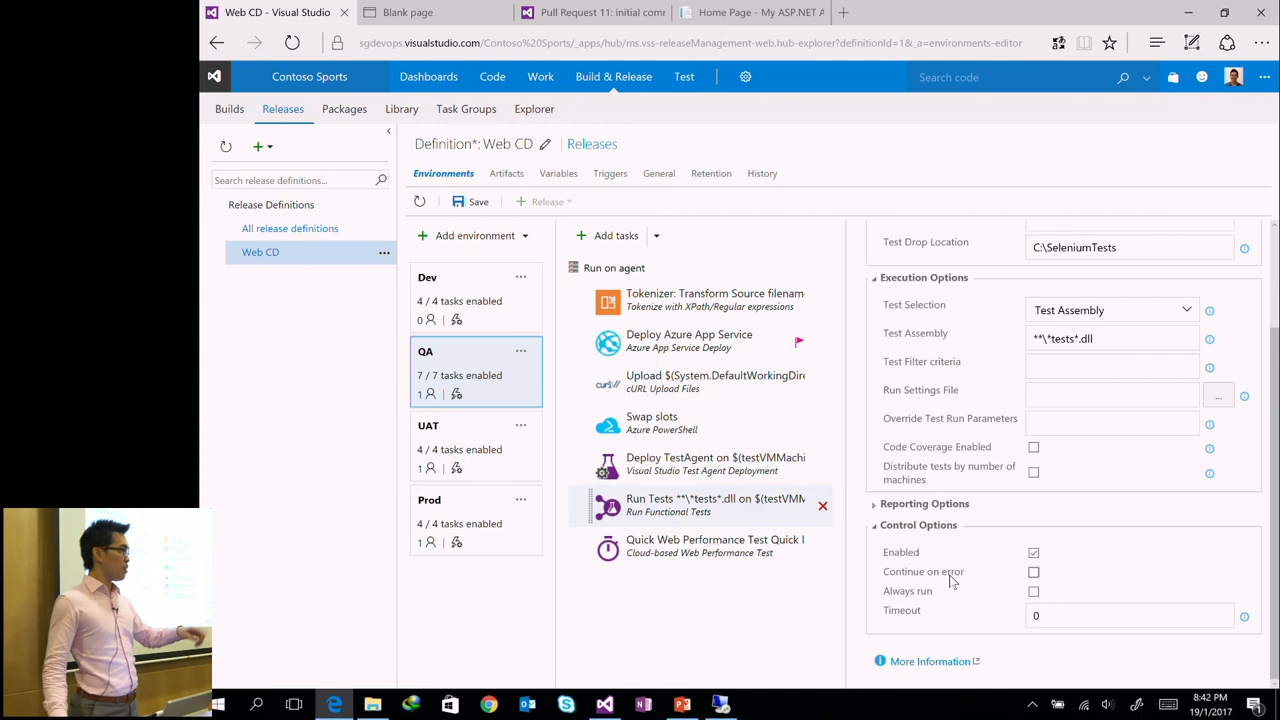 Web CD - Visual Studio
Blank page
Pull Request 11: initial comm
Home Page - My ASP.NET A
sgdevops.visualstudio.com/Contoso%20Sports/_apps/hub/ms.vss-releaseManagement-web.hub-explorer?definitionId=1&_a=environments-editor
Contoso Sports
Dashboards
Code
Work
Build & Release
Test
Search code
Builds
Releases
Packages
Library
Task Groups
Explorer
Search release definitions...
Release Definitions
All release definitions
Web CD
Definition*: Web CD
Releases
Environments
Artifacts
Variables
Triggers
General
Retention
History
Save
Release
Add environment
Dev
4 / 4 tasks enabled
0
QA
7 / 7 tasks enabled
1
UAT
4 / 4 tasks enabled
1
Prod
4 / 4 tasks enabled
1
Add tasks
Run on agent
Tokenizer: Transform Source filenam
Tokenize with XPath/Regular expressions
Deploy Azure App Service
Azure App Service Deploy
Upload $(System.DefaultWorkingDire
cURL Upload Files
Swap slots
Azure PowerShell
Deploy TestAgent on $(testVMMachi
Visual Studio Test Agent Deployment
Run Tests **\*tests*.dll on $(testVMM
Run Functional Tests
Quick Web Performance Test Quick l
Cloud-based Web Performance Test
Test Drop Location
C:\SeleniumTests
Execution Options
Test Selection
Test Assembly
Test Assembly
**\*tests*.dll
Test Filter criteria
Run Settings File
...
Override Test Run Parameters
Code Coverage Enabled
Distribute tests by number of
machines
Reporting Options
Control Options
Enabled
Continue on error
Always run
Timeout
0
More Information
8:42 PM
19/1/2017